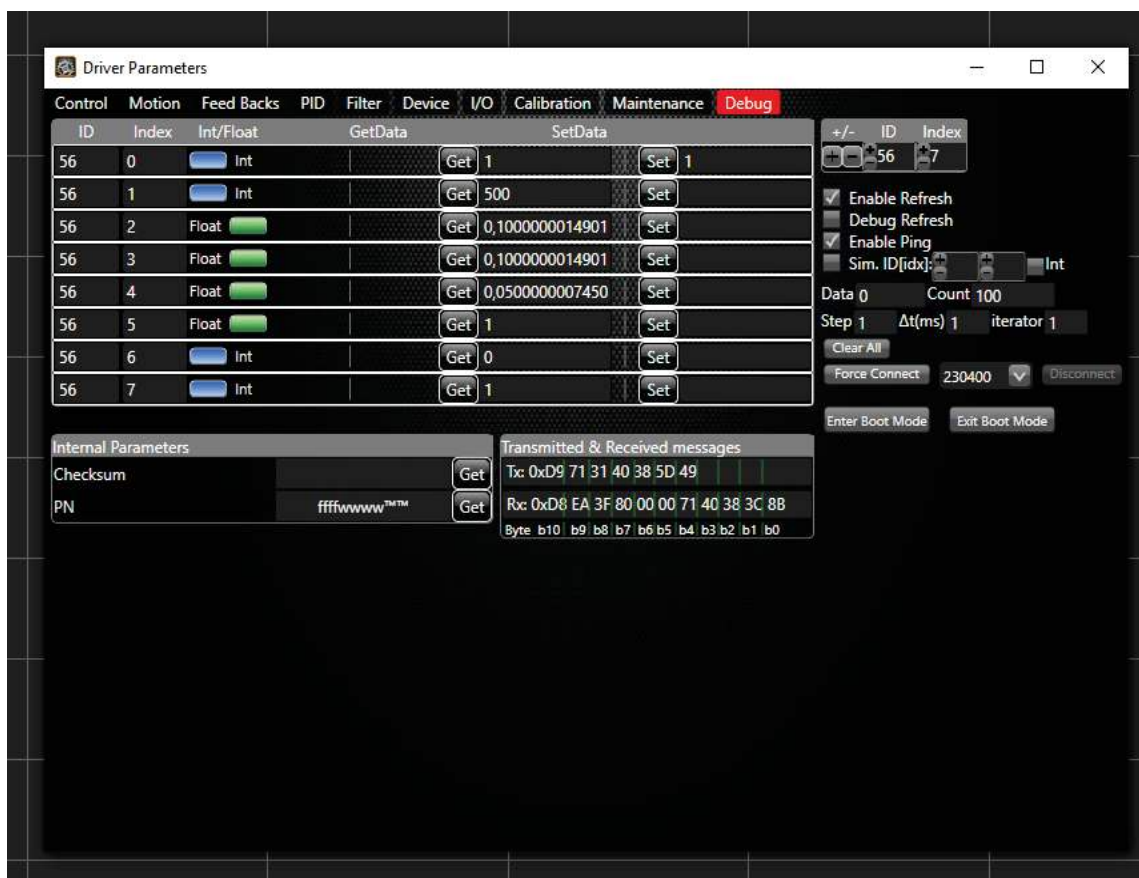 Driver Parameters
Control Motion Feed Backs PID Filter Device I/O Calibration Maintenance Debug
ID Index Int/Float GetData SetData
56 0 Int Get 1 Set 1
56 1 Int Get 500 Set
56 2 Float Get 0,1000000014901 Set
56 3 Float Get 0,1000000014901 Set
56 4 Float Get 0,0500000007450 Set
56 5 Float Get 1 Set
56 6 Int Get 0 Set
56 7 Int Get 1 Set
+/- ID Index
56 7
Enable Refresh
Debug Refresh
Enable Ping
Sim. ID[idx]: Int
Data 0 Count 100
Step 1 Δt(ms) 1 iterator 1
Clear All
Force Connect 230400 Disconnect
Enter Boot Mode Exit Boot Mode
Internal Parameters
Checksum Get
PN ffffwwww™™ Get
Transmitted & Received messages
Tx: 0xD9 71 31 40 38 5D 49
Rx: 0xD8 EA 3F 80 00 00 71 40 38 3C 8B
Byte b10 b9 b8 b7 b6 b5 b4 b3 b2 b1 b0